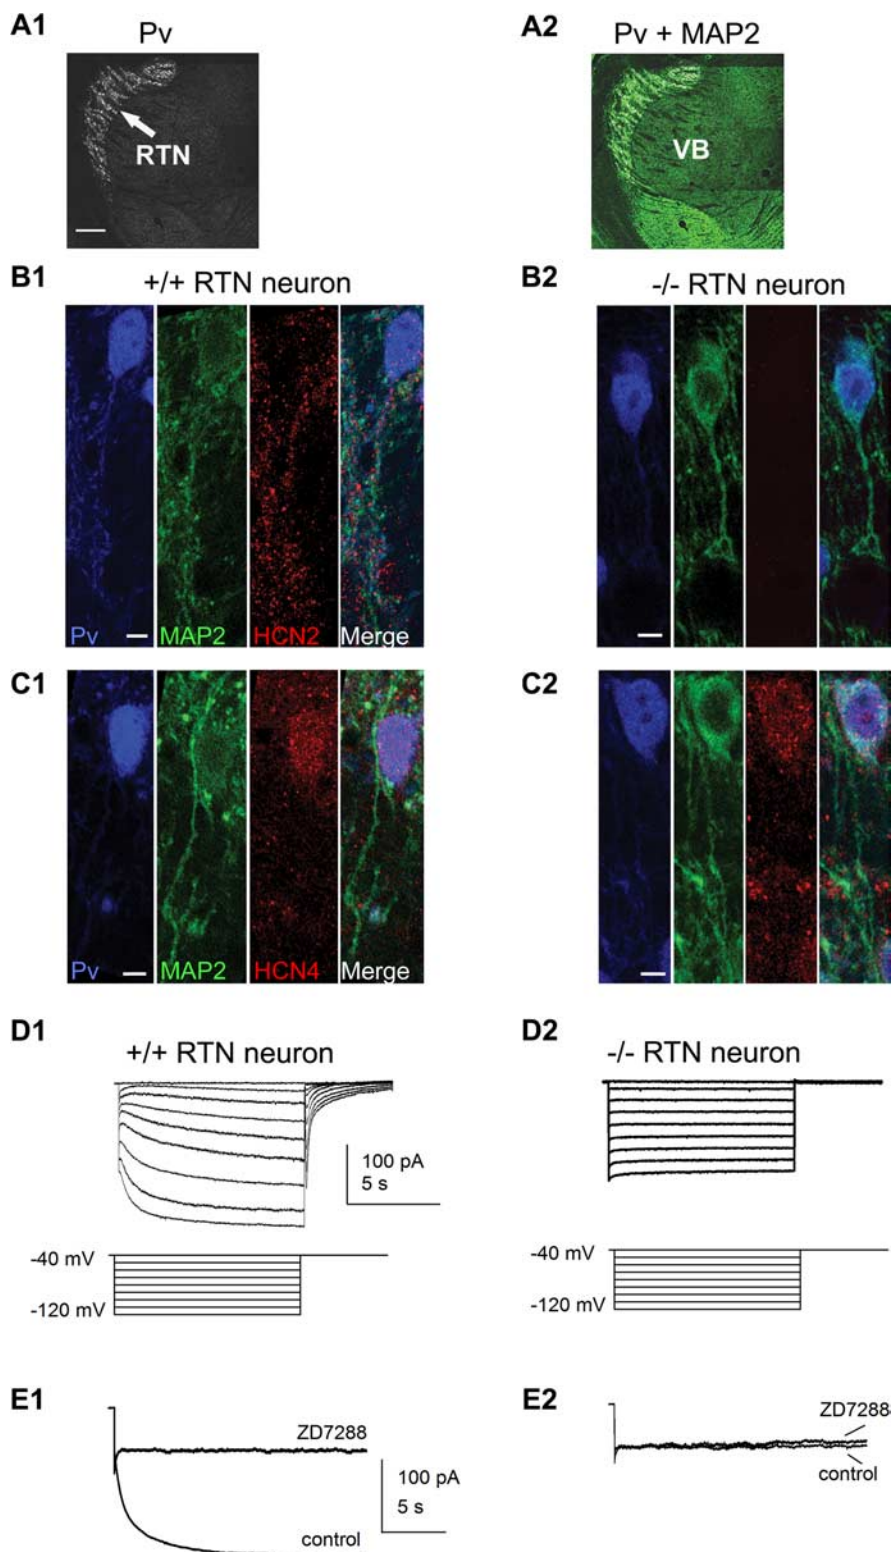 A1
Pv
RTN
A2
Pv + MAP2
VB
B1
+/+ RTN neuron
Pv
MAP2
HCN2
Merge
B2
-/- RTN neuron
C1
Pv
MAP2
HCN4
Merge
C2
D1
+/+ RTN neuron
100 pA
5 s
-40 mV
-120 mV
D2
-/- RTN neuron
-40 mV
-120 mV
E1
ZD7288
100 pA
5 s
control
E2
ZD7288
control